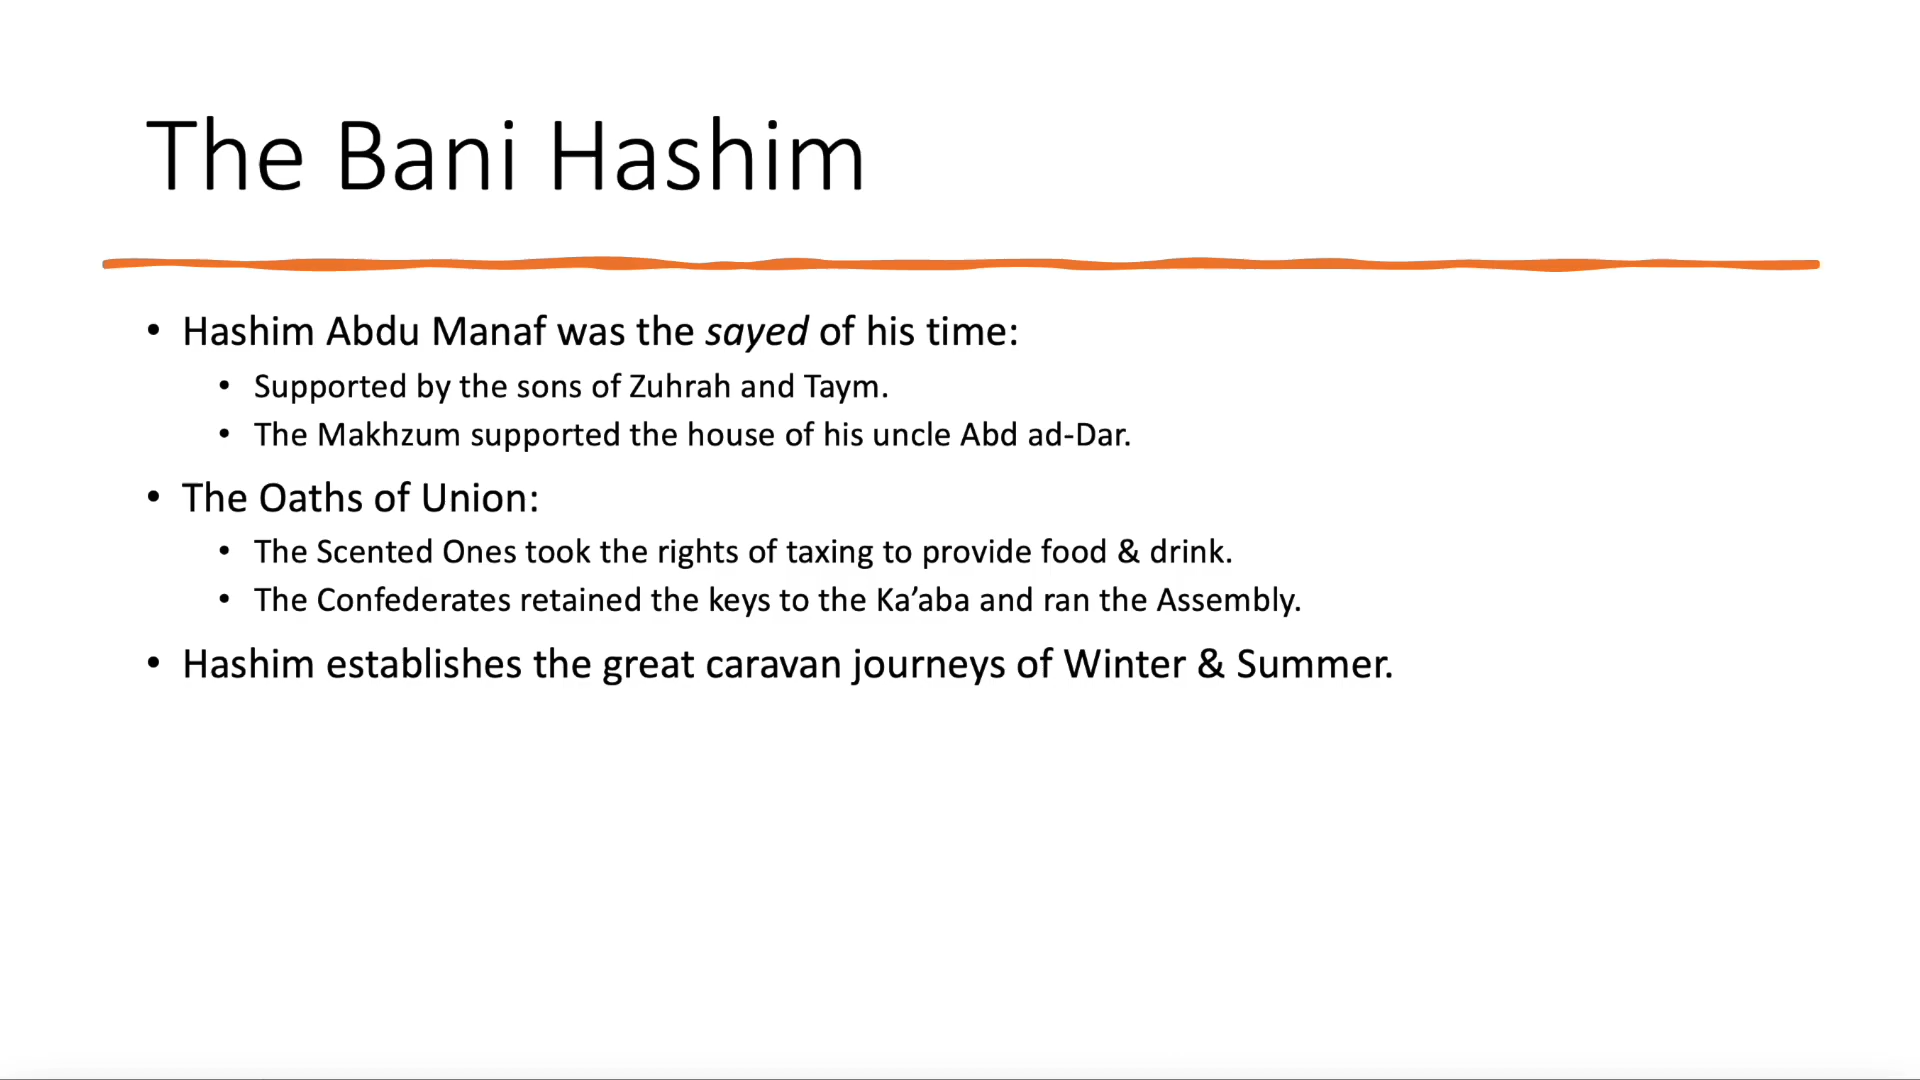 The Bani Hashim
• Hashim Abdu Manaf was the sayed of his time:
• Supported by the sons of Zuhrah and Taym.
• The Makhzum supported the house of his uncle Abd ad-Dar.
• The Oaths of Union:
• The Scented Ones took the rights of taxing to provide food & drink.
• The Confederates retained the keys to the Ka’aba and ran the Assembly.
• Hashim establishes the great caravan journeys of Winter & Summer.